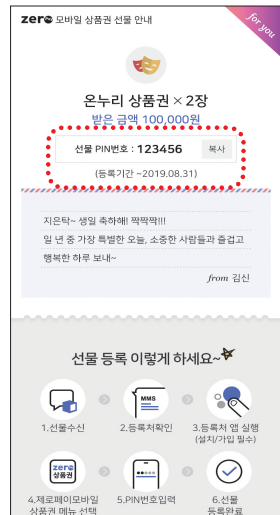 zero 모바일 상품권 선물 안내
for you
온누리 상품권 × 2장
받은 금액 100,000원
선물 PIN번호 : 123456 복사
(등록기간 ~2019.08.31)
지은탁~ 생일 축하해! 짝짝짝!!!
일 년 중 가장 특별한 오늘, 소중한 사람들과 즐겁고
행복한 하루 보내~
from 김신
선물 등록 이렇게 하세요~
MMS
1.선물수신 2.등록처확인 3.등록처 앱 실행
(설치/가입 필수)
zero
상품권
4.제로페이모바일 5.PIN번호입력 6.선물
상품권 메뉴 선택 등록완료